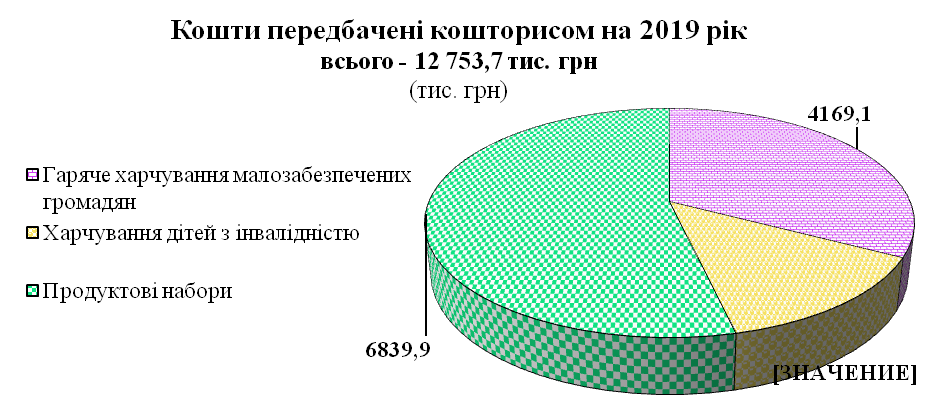 Кошти передбачені кошторисом на 2019 рік
всього - 12 753,7 тис. грн
(тис. грн)
4169,1
Гаряче харчування малозабезпечених
громадян
Харчування дітей з інвалідністю
Продуктові набори
6839,9
[ЗНАЧЕНИЕ]